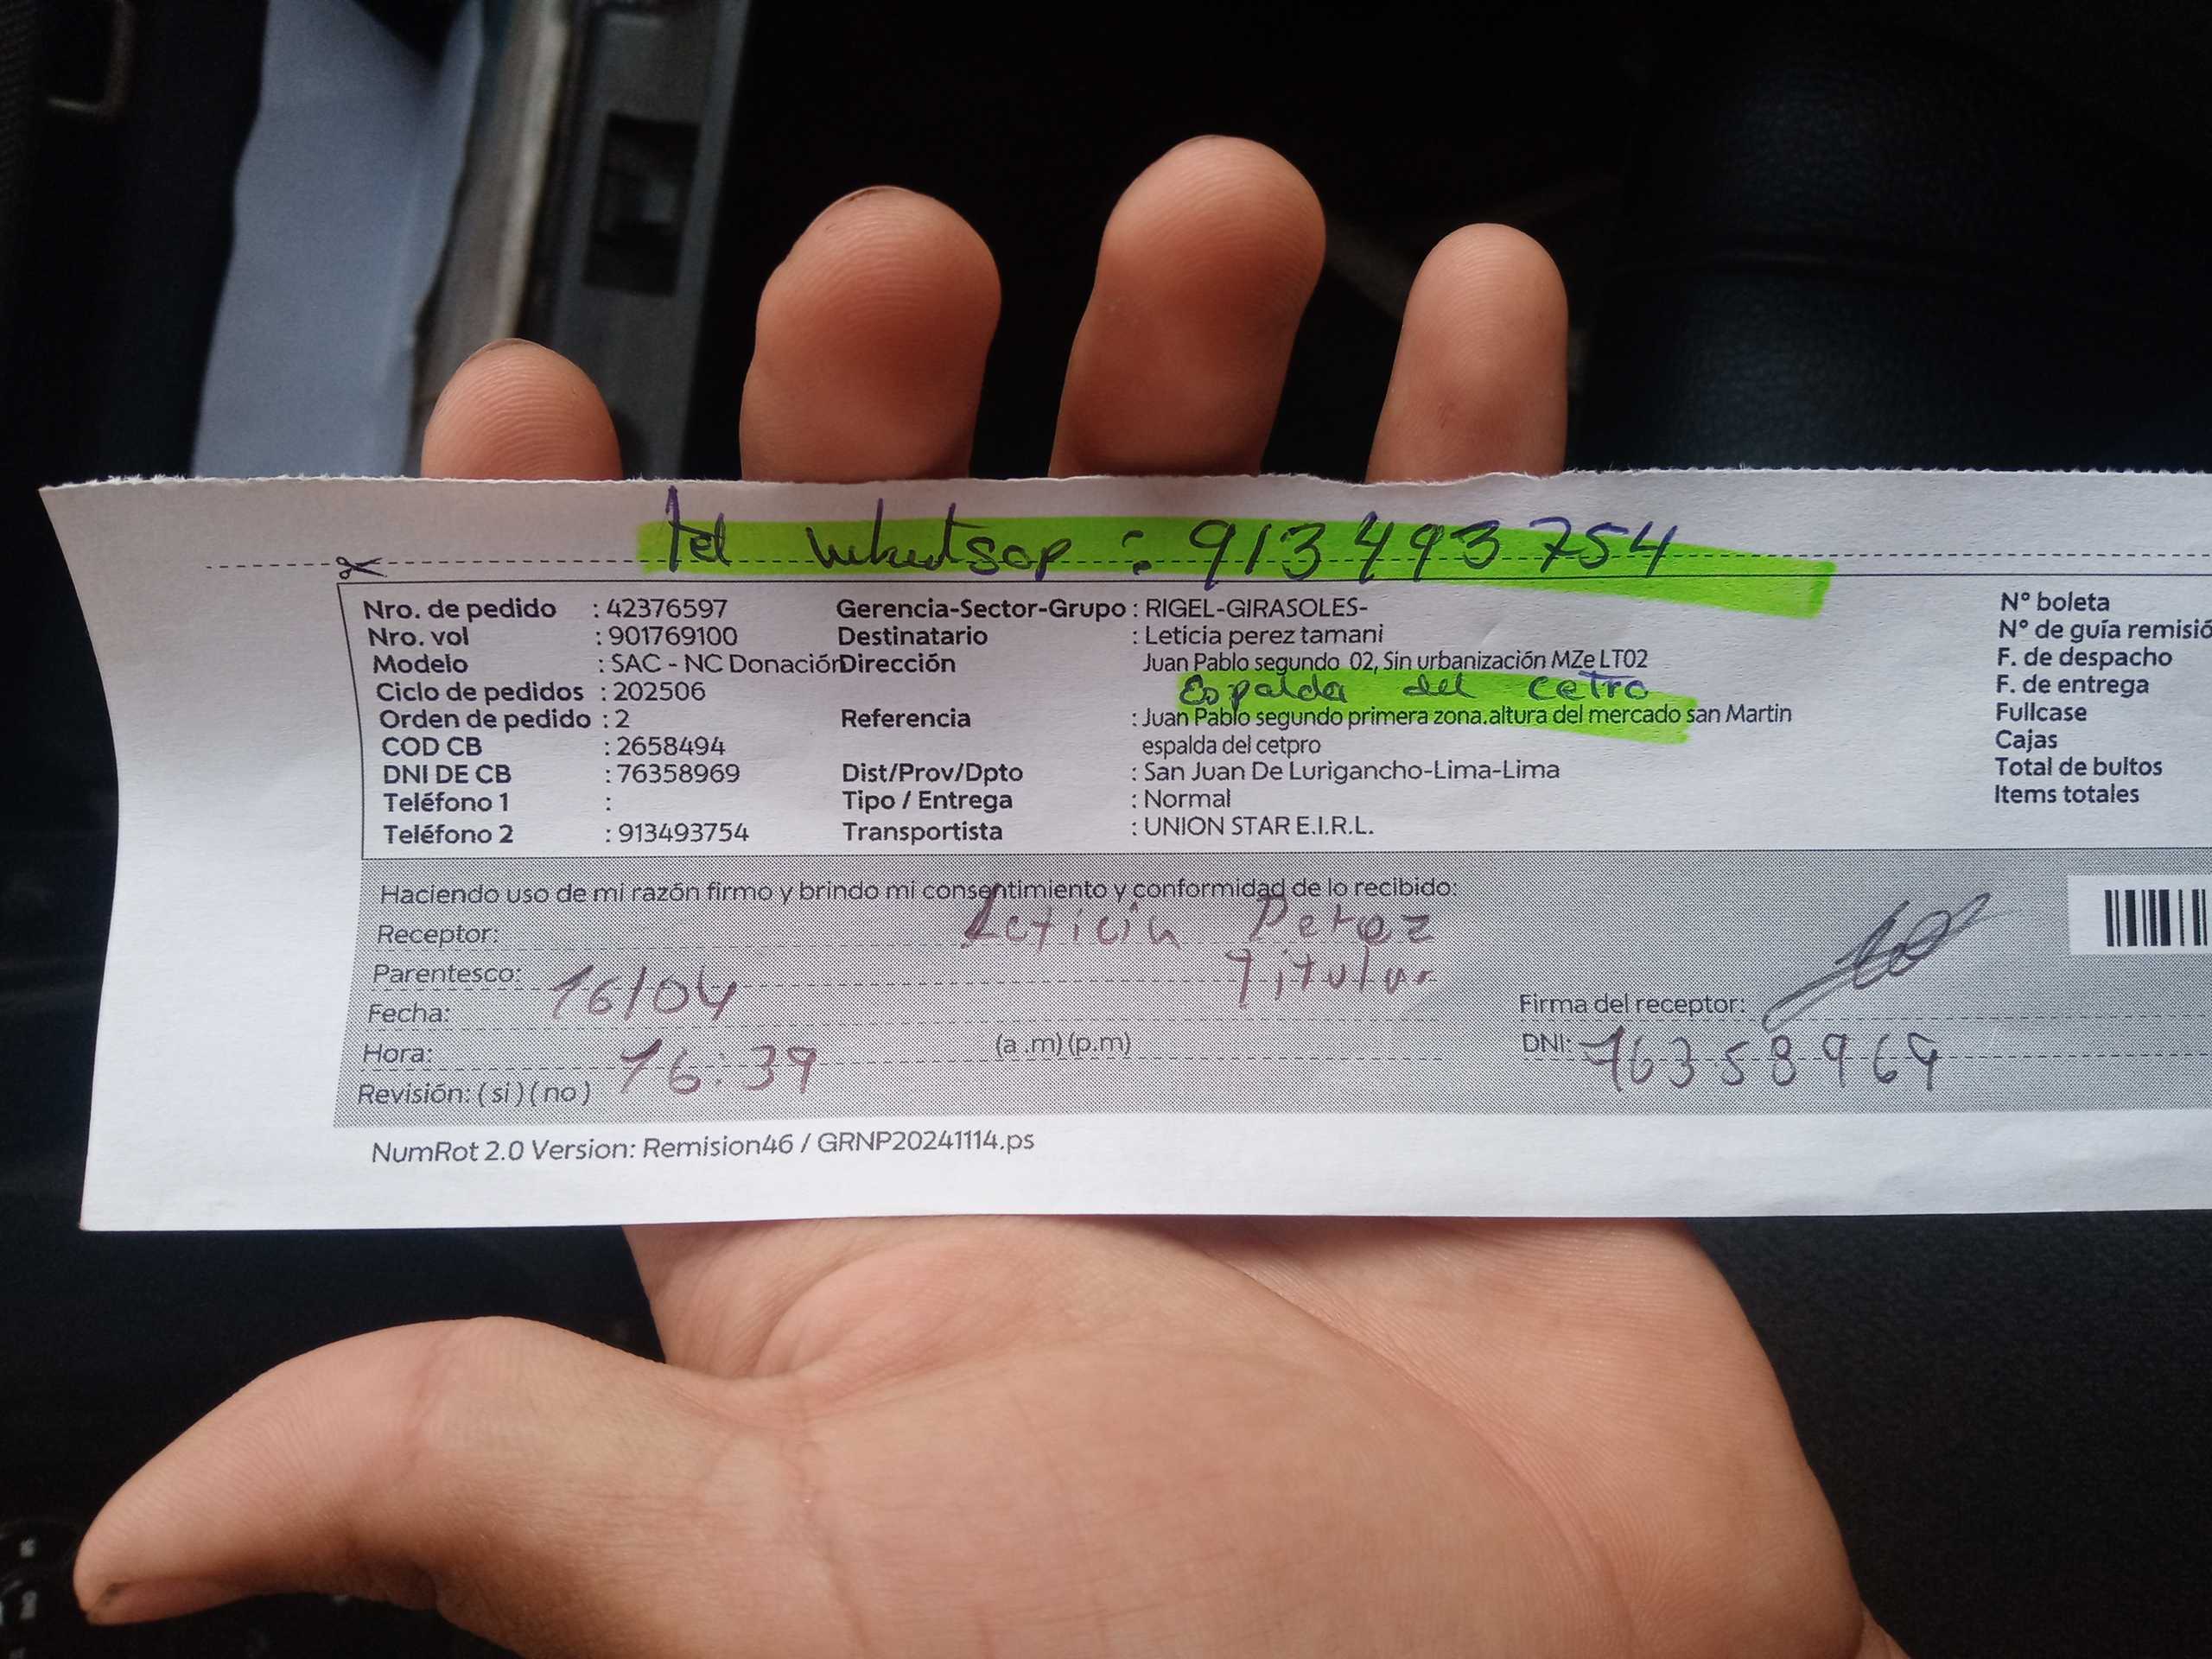 tel whatsap : 913493754
Nro. de pedido : 42376597 Gerencia-Sector-Grupo : RIGEL-GIRASOLES- N° boleta
Nro. vol : 901769100 Destinatario : Leticia perez tamani N° de guía remisió
Modelo : SAC - NC Donación Dirección Juan Pablo segundo 02, Sin urbanización MZe LT02 F. de despacho
Ciclo de pedidos : 202506 Espalda del cetro F. de entrega
Orden de pedido : 2 Referencia : Juan Pablo segundo primera zona.altura del mercado san Martin Fullcase
COD CB : 2658494 espalda del cetpro Cajas
DNI DE CB : 76358969 Dist/Prov/Dpto : San Juan De Lurigancho-Lima-Lima Total de bultos
Teléfono 1 : Tipo / Entrega : Normal Items totales
Teléfono 2 : 913493754 Transportista : UNION STAR E.I.R.L.
Haciendo uso de mi razón firmo y brindo mi consentimiento y conformidad de lo recibido:
Receptor: Leticia Perez
Parentesco: Titular
Fecha: 16/04 Firma del receptor:
Hora: 16:39 (a .m) (p.m) DNI: 76358969
Revisión: ( si ) ( no )
NumRot 2.0 Version: Remision46 / GRNP20241114.ps